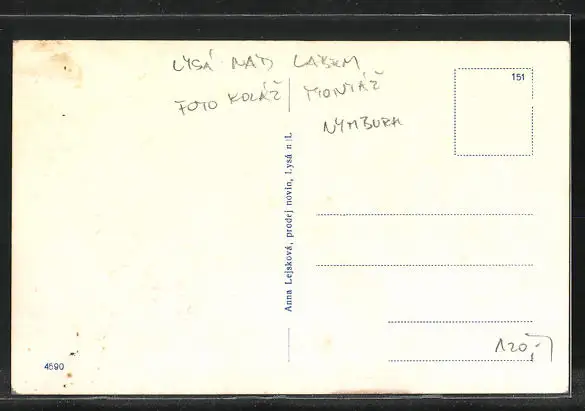 LYSÁ NAD LABEM
FOTO KOLÁŽ MONTÁŽ
NYMBURK
151
Anna Lejsková, prodej novin, Lysá n./L.
120,-
4590